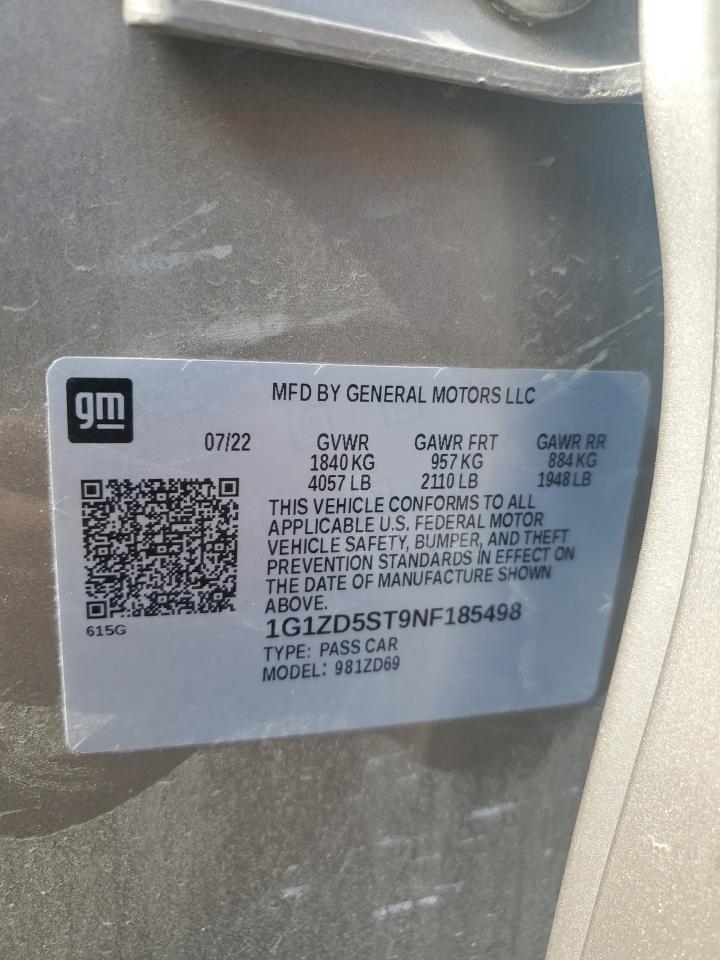 gm
MFD BY GENERAL MOTORS LLC
07/22 GVWR GAWR FRT GAWR RR
1840 KG 957 KG 884 KG
4057 LB 2110 LB 1948 LB
THIS VEHICLE CONFORMS TO ALL
APPLICABLE U.S. FEDERAL MOTOR
VEHICLE SAFETY, BUMPER, AND THEFT
PREVENTION STANDARDS IN EFFECT ON
THE DATE OF MANUFACTURE SHOWN
ABOVE.
615G
1G1ZD5ST9NF185498
TYPE: PASS CAR
MODEL: 981ZD69